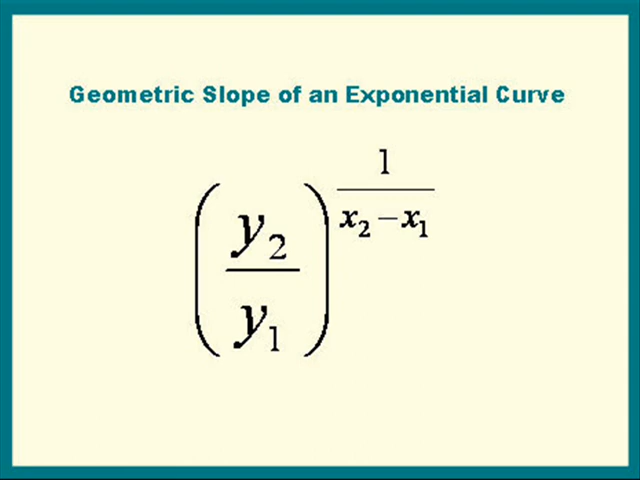 Geometric Slope of an Exponential Curve
(y₂/y₁)^(1/(x₂−x₁))